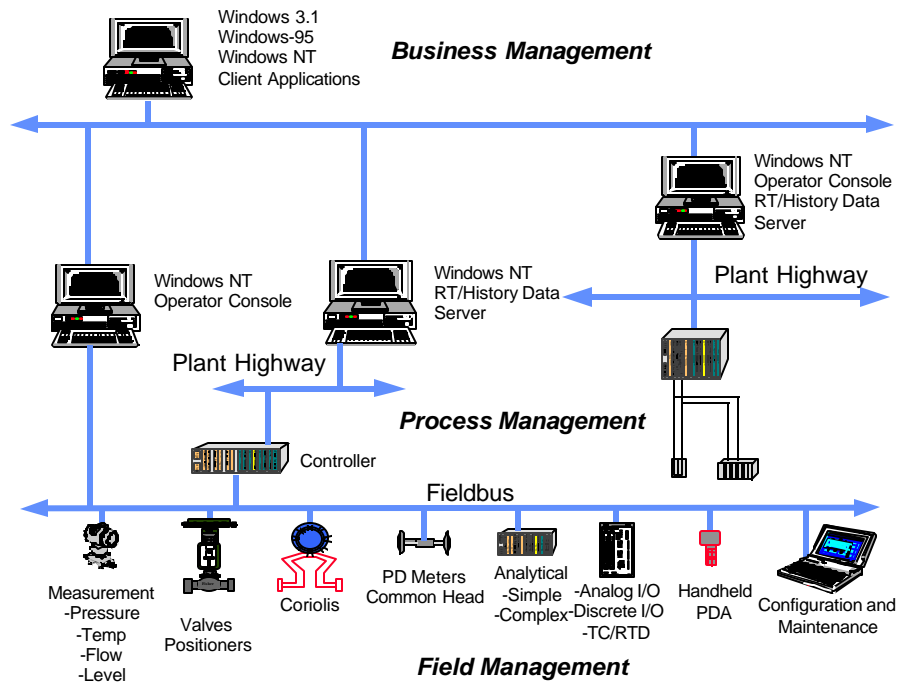 Windows 3.1
Windows-95
Windows NT
Client Applications
Business Management
Windows NT
Operator Console
RT/History Data
Server
Windows NT
Operator Console
Windows NT
RT/History Data
Server
Plant Highway
Plant Highway
Process Management
Controller
Fieldbus
Measurement
-Pressure
-Temp
-Flow
-Level
Valves
Positioners
Coriolis
PD Meters
Common Head
Analytical
-Simple
-Complex
-Analog I/O
-Discrete I/O
-TC/RTD
Handheld
PDA
Configuration and
Maintenance
Field Management